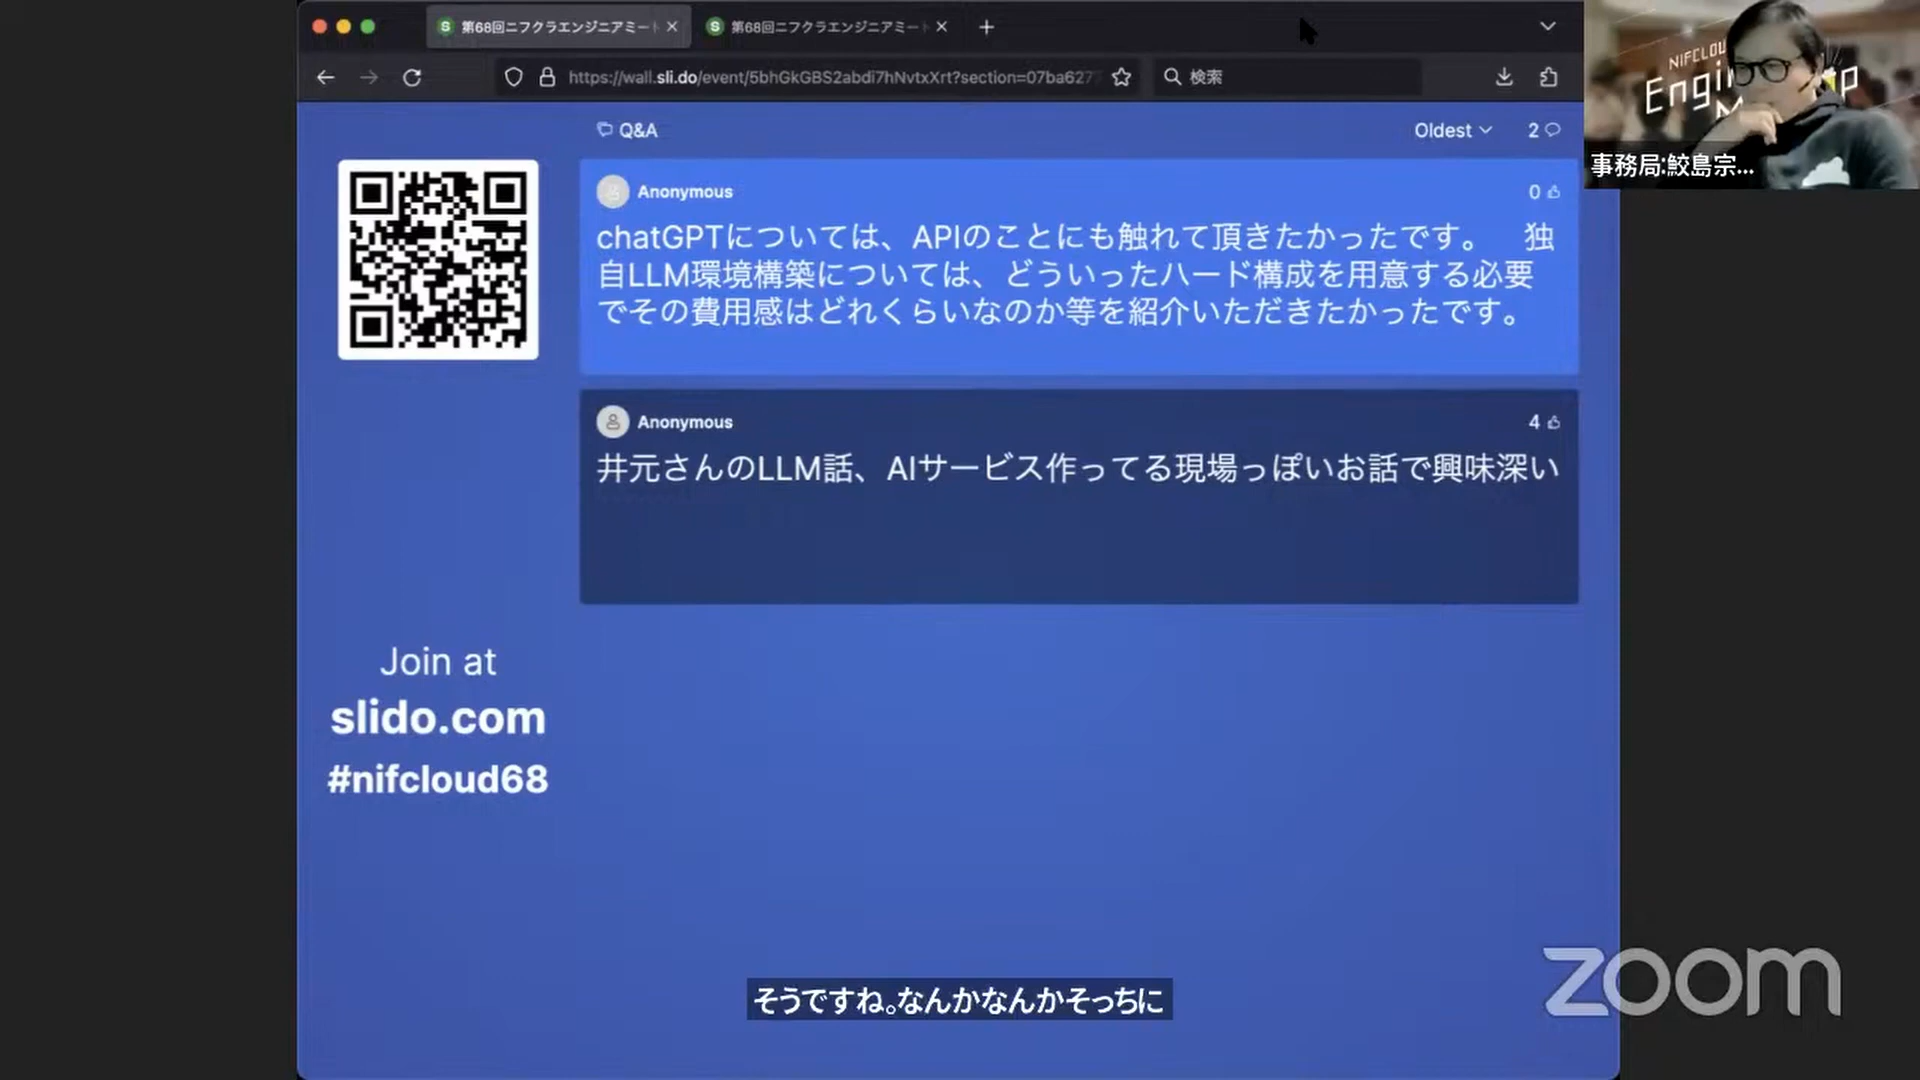 第68回ニフクラエンジニアミート
第68回ニフクラエンジニアミート
https://wall.sli.do/event/5bhGkGBS2abdi7hNvtxXrt?section=07ba627
検索
Q&A
Oldest
2
Anonymous
0
chatGPTについては、APIのことにも触れて頂きたかったです。　独
自LLM環境構築については、どういったハード構成を用意する必要
でその費用感はどれくらいなのか等を紹介いただきたかったです。
Anonymous
4
井元さんのLLM話、AIサービス作ってる現場っぽいお話で興味深い
Join at
slido.com
#nifcloud68
事務局:鮫島宗...
そうですね。なんかなんかそっちに
zoom